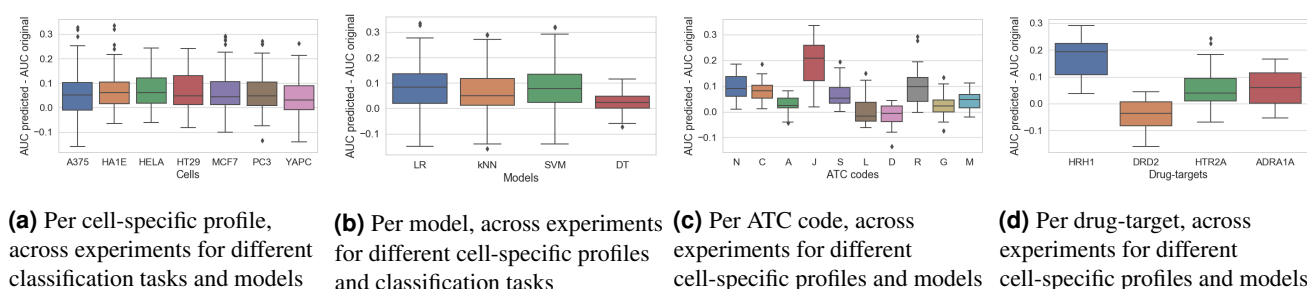 AUC predicted - AUC original
0.3
0.2
0.1
0.0
−0.1
A375 HA1E HELA HT29 MCF7 PC3 YAPC
Cells
(a) Per cell-specific profile,
across experiments for different
classification tasks and models
AUC predicted - AUC original
0.3
0.2
0.1
0.0
−0.1
LR kNN SVM DT
Models
(b) Per model, across experiments
for different cell-specific profiles
and classification tasks
AUC predicted - AUC original
0.3
0.2
0.1
0.0
−0.1
N C A J S L D R G M
ATC codes
(c) Per ATC code, across
experiments for different
cell-specific profiles and models
AUC predicted - AUC original
0.3
0.2
0.1
0.0
−0.1
HRH1 DRD2 HTR2A ADRA1A
Drug-targets
(d) Per drug-target, across
experiments for different
cell-specific profiles and models